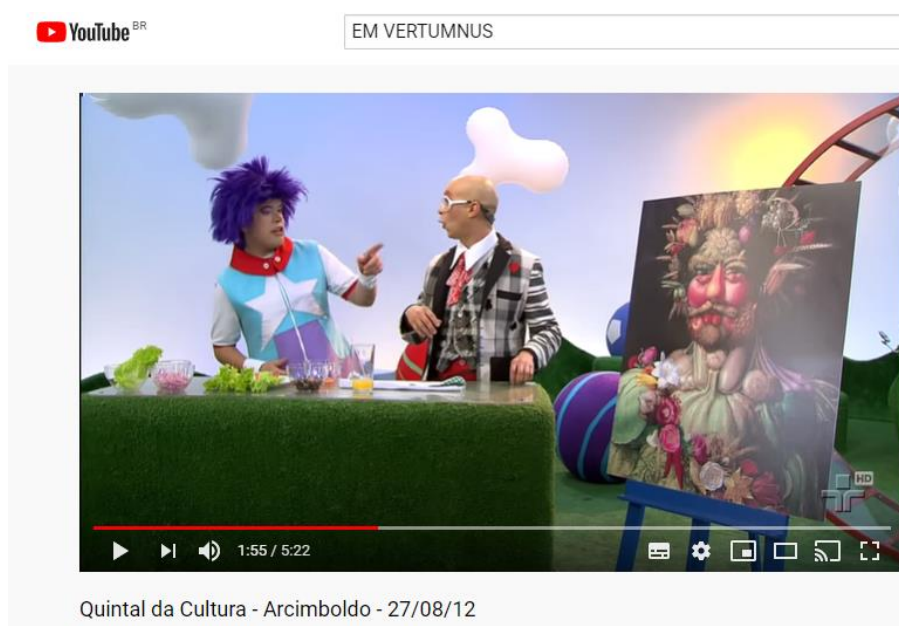 YouTube BR
EM VERTUMNUS
HD
1:55 / 5:22
Quintal da Cultura - Arcimboldo - 27/08/12